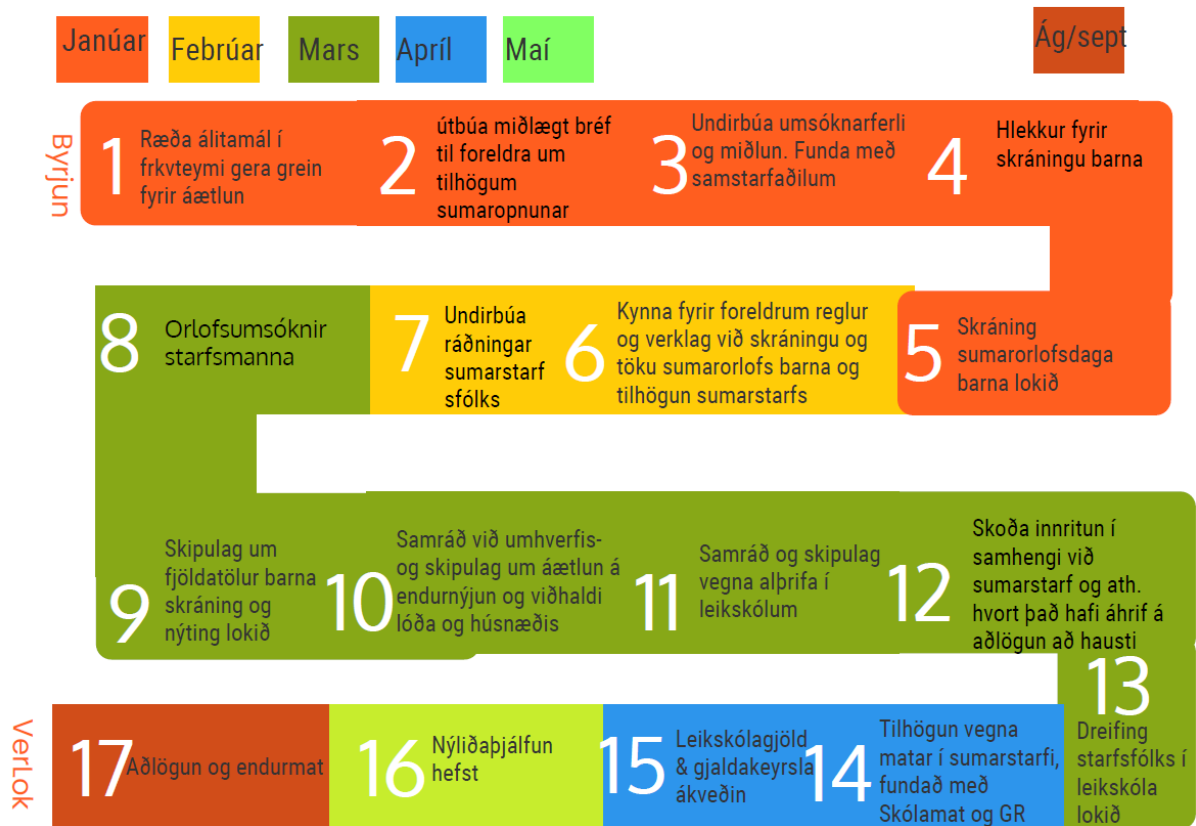 Janúar
Febrúar
Mars
Apríl
Maí
Ág/sept
Byrjun
1
Ræða álitamál í
frkvteymi gera grein
fyrir áætlun
2
útbúa miðlægt bréf
til foreldra um
tilhögum
sumaropnunar
3
Undirbúa umsóknarferli
og miðlun. Funda með
samstarfaðilum
4
Hlekkur fyrir
skráningu barna
5
Skráning
sumarorlofsdaga
barna lokið
6
Kynna fyrir foreldrum reglur
og verklag við skráningu og
töku sumarorlofs barna og
tilhögun sumarstarfs
7
Undirbúa
ráðningar
sumarstarf
sfólks
8
Orlofsumsóknir
starfsmanna
9
Skipulag um
fjöldatölur barna
skráning og
nýting lokið
10
Samráð við umhverfis-
og skipulag um áætlun á
endurnýjun og viðhaldi
lóða og húsnæðis
11
Samráð og skipulag
vegna alþrifa í
leikskólum
12
Skoða innritun í
samhengi við
sumarstarf og ath.
hvort það hafi áhrif á
aðlögun að hausti
13
Dreifing
starfsfólks í
leikskóla
lokið
14
Tilhögun vegna
matar í sumarstarfi,
fundað með
Skólamat og GR
15
Leikskólagjöld
& gjaldakeyrsla
ákveðin
16
Nýliðaþjálfun
hefst
17
Aðlögun og endurmat
VerLok